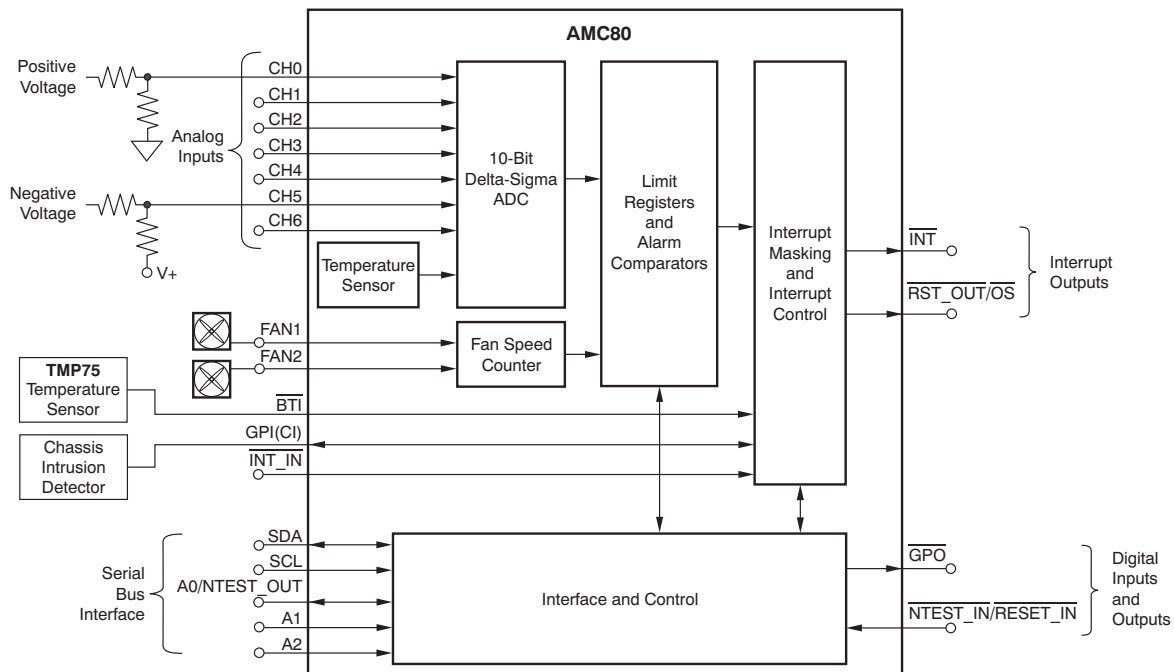 AMC80
Positive
Voltage
Analog
Inputs
Negative
Voltage
V+
CH0
CH1
CH2
CH3
CH4
CH5
CH6
10-Bit
Delta-Sigma
ADC
Temperature
Sensor
Limit
Registers
and
Alarm
Comparators
Interrupt
Masking
and
Interrupt
Control
INT
RST_OUT/OS
Interrupt
Outputs
FAN1
FAN2
Fan Speed
Counter
TMP75
Temperature
Sensor
BTI
Chassis
Intrusion
Detector
GPI(CI)
INT_IN
Serial
Bus
Interface
SDA
SCL
A0/NTEST_OUT
A1
A2
Interface and Control
GPO
NTEST_IN/RESET_IN
Digital
Inputs
and
Outputs